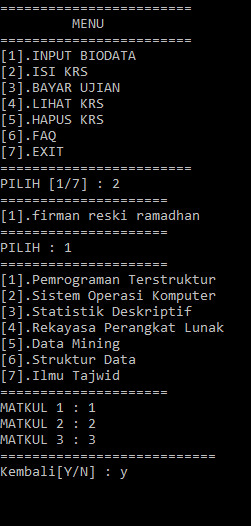 ========================
MENU
========================
[1].INPUT BIODATA
[2].ISI KRS
[3].BAYAR UJIAN
[4].LIHAT KRS
[5].HAPUS KRS
[6].FAQ
[7].EXIT
========================
PILIH [1/7] : 2
=====================
[1].firman reski ramadhan
=====================
PILIH : 1
=====================
[1].Pemrograman Terstruktur
[2].Sistem Operasi Komputer
[3].Statistik Deskriptif
[4].Rekayasa Perangkat Lunak
[5].Data Mining
[6].Struktur Data
[7].Ilmu Tajwid
=====================
MATKUL 1 : 1
MATKUL 2 : 2
MATKUL 3 : 3
===========================
Kembali[Y/N] : y